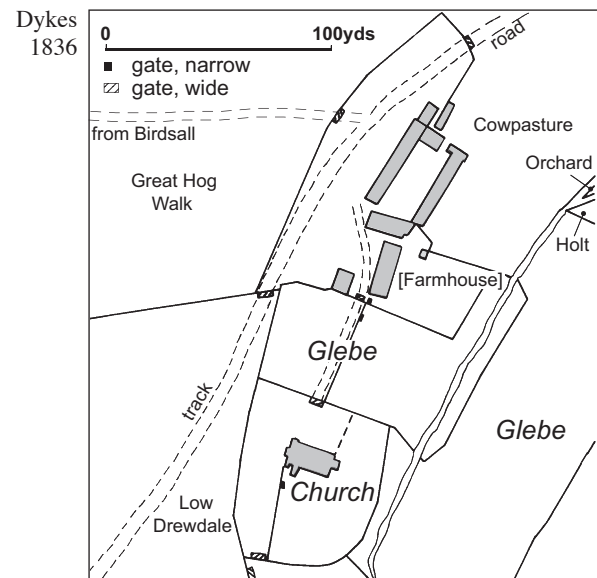 Dykes
1836
0 100yds
gate, narrow
gate, wide
road
from Birdsall
Cowpasture
Great Hog
Walk
Orchard
Holt
[Farmhouse]
Glebe
track
Glebe
Church
Low
Drewdale